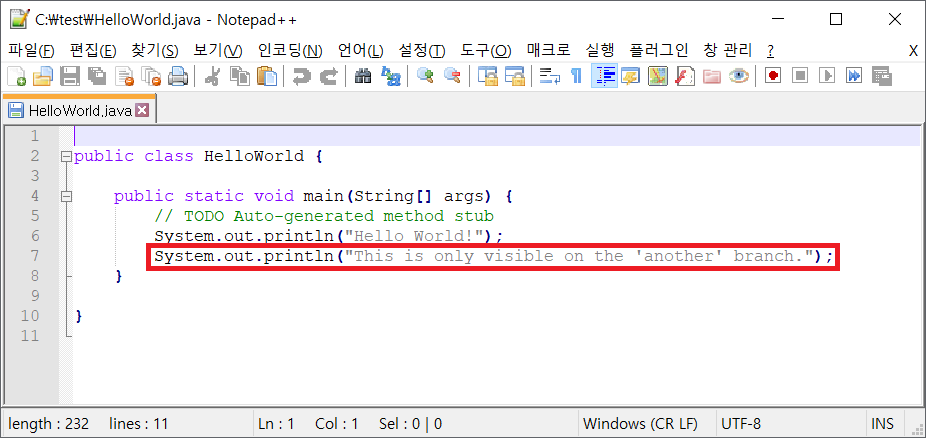 C:₩test₩HelloWorld.java - Notepad++
파일(F) 편집(E) 찾기(S) 보기(V) 인코딩(N) 언어(L) 설정(T) 도구(O) 매크로 실행 플러그인 창 관리 ? X
HelloWorld.java
1
2 public class HelloWorld {
3
4 public static void main(String[] args) {
5 // TODO Auto-generated method stub
6 System.out.println("Hello World!");
7 System.out.println("This is only visible on the 'another' branch.");
8 }
9
10 }
11
length : 232 lines : 11 Ln : 1 Col : 1 Sel : 0 | 0 Windows (CR LF) UTF-8 INS